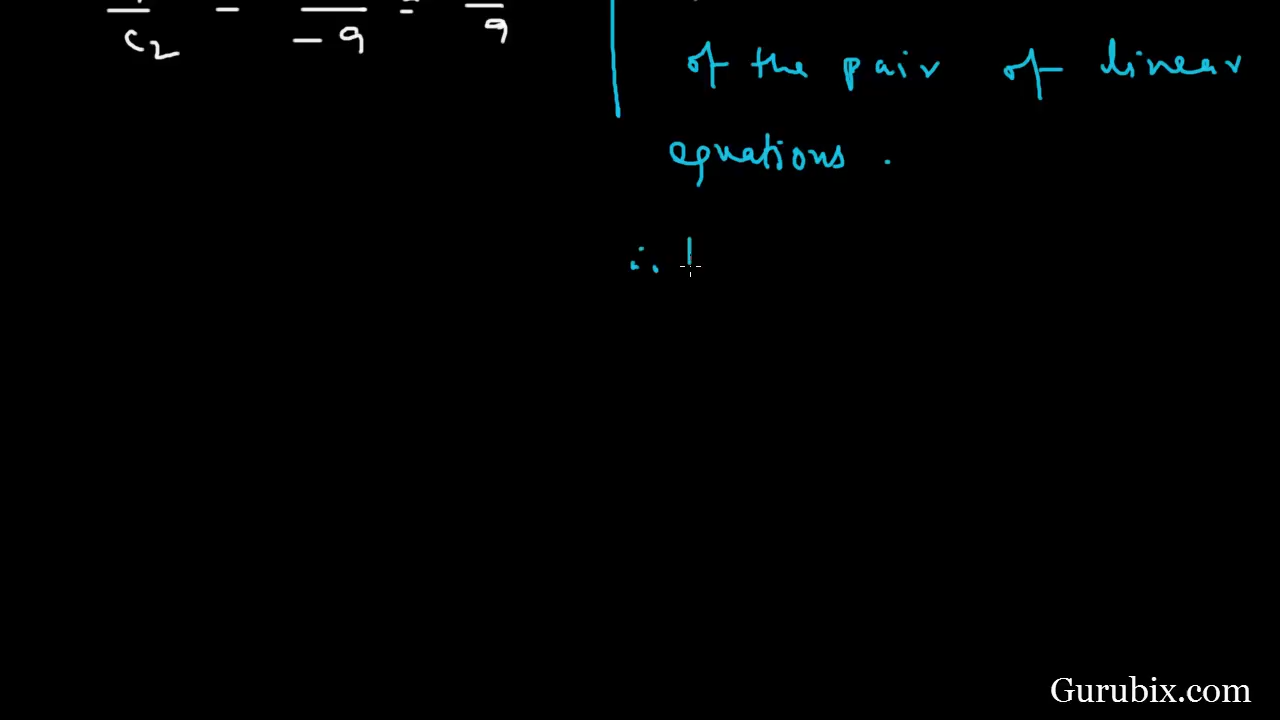 c₂ - — 9 = 9
of the pair of linear
equations .
∴
Gurubix.com